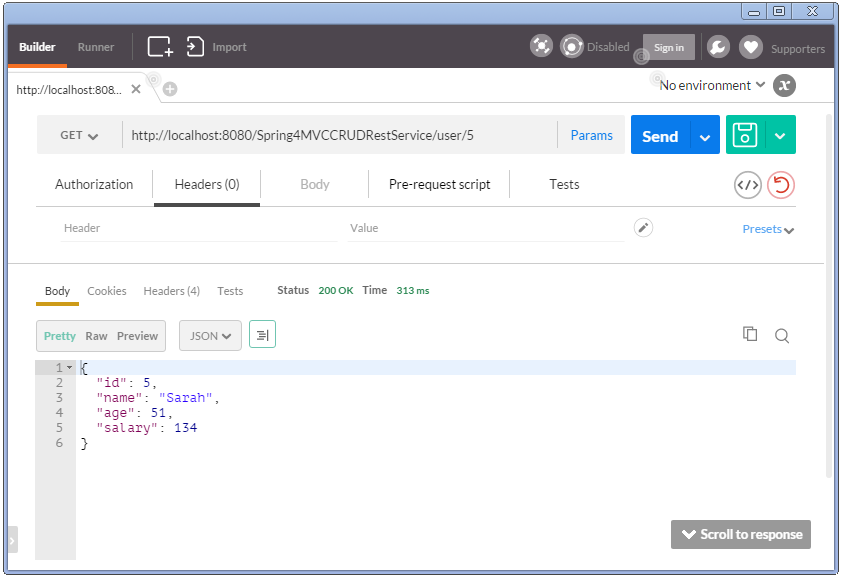 Builder Runner Import Disabled Sign in Supporters
http://localhost:808... No environment
GET http://localhost:8080/Spring4MVCCRUDRestService/user/5 Params Send
Authorization Headers (0) Body Pre-request script Tests
Header Value Presets
Body Cookies Headers (4) Tests Status 200 OK Time 313 ms
Pretty Raw Preview JSON
1 {
2 "id": 5,
3 "name": "Sarah",
4 "age": 51,
5 "salary": 134
6 }
Scroll to response